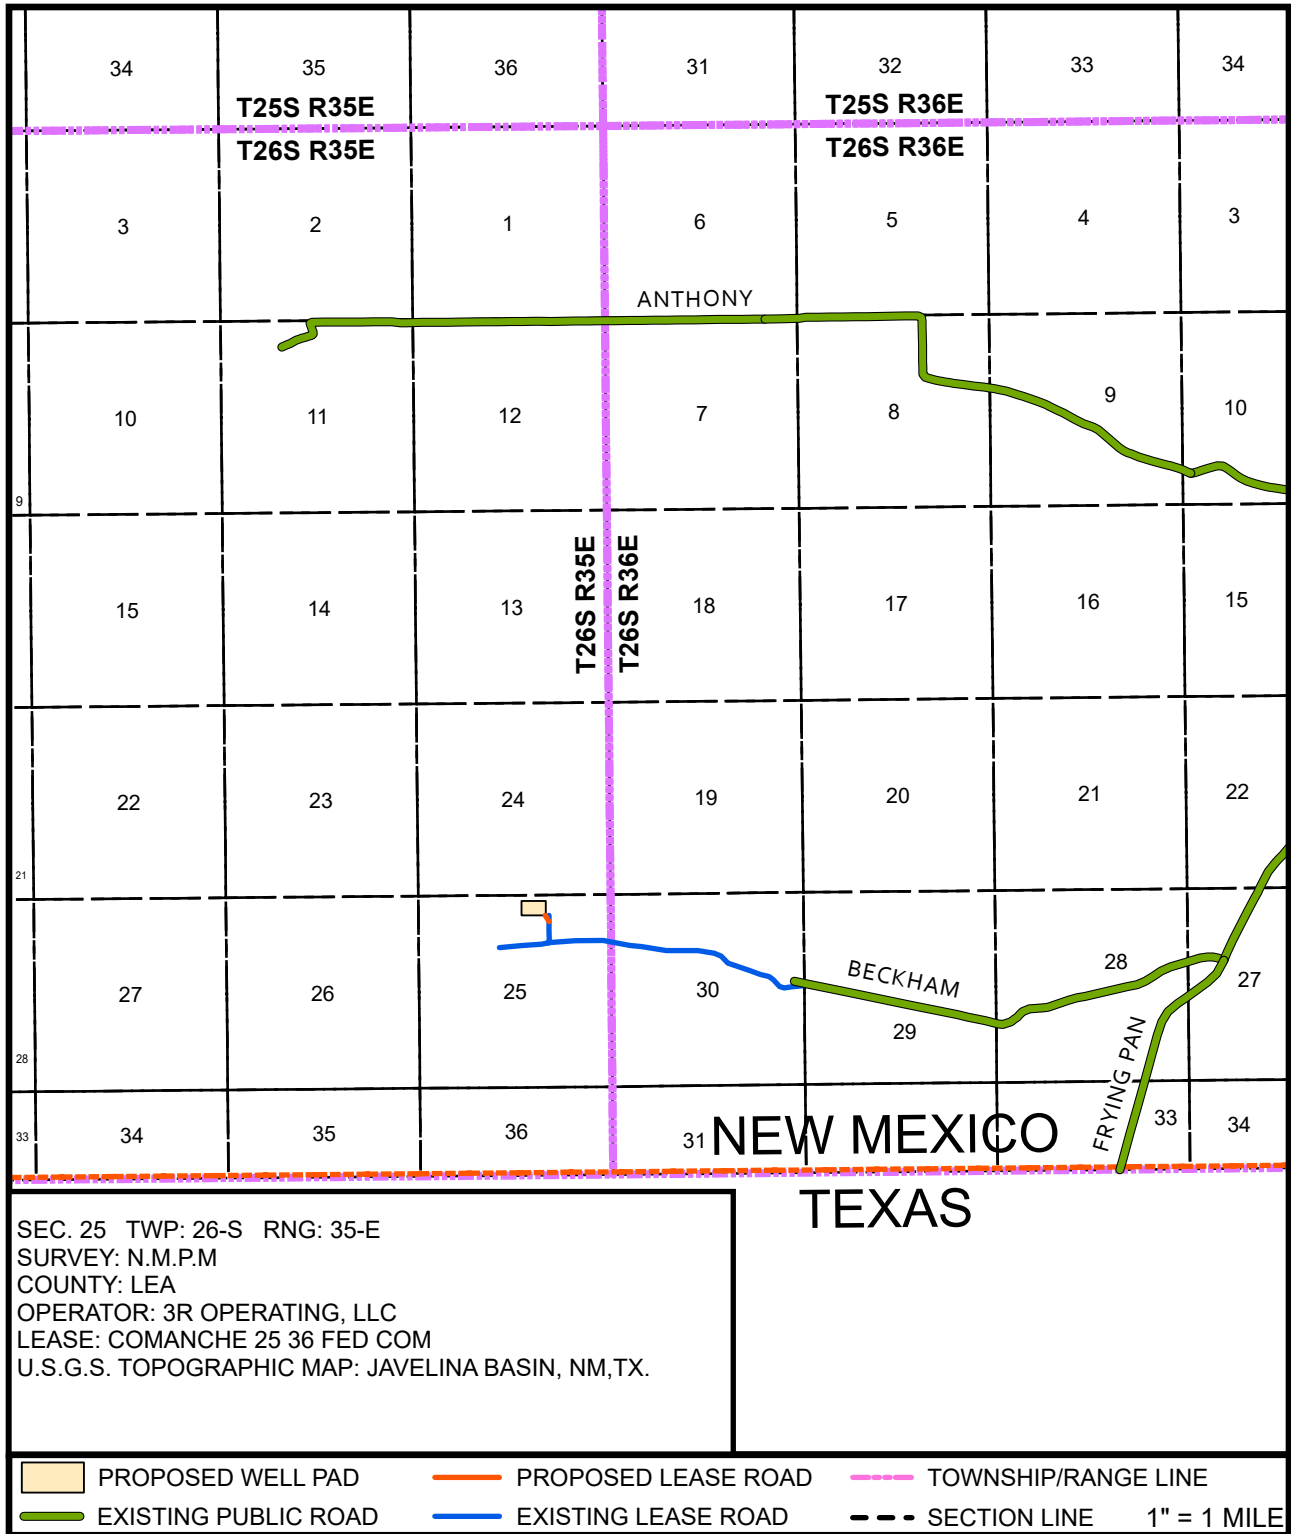 34 35 36 31 32 33 34
T25S R35E T25S R36E
T26S R35E T26S R36E
3 2 1 6 5 4 3
ANTHONY
10 11 12 7 8 9 10
9
T26S R35E
T26S R36E
15 14 13 18 17 16 15
22 23 24 19 20 21 22
21
27 26 25 30 BECKHAM 28 27
29
28
FRYING PAN
33 34 35 36 31 NEW MEXICO 33 34
TEXAS
SEC. 25 TWP: 26-S RNG: 35-E
SURVEY: N.M.P.M
COUNTY: LEA
OPERATOR: 3R OPERATING, LLC
LEASE: COMANCHE 25 36 FED COM
U.S.G.S. TOPOGRAPHIC MAP: JAVELINA BASIN, NM,TX.
PROPOSED WELL PAD PROPOSED LEASE ROAD TOWNSHIP/RANGE LINE
EXISTING PUBLIC ROAD EXISTING LEASE ROAD SECTION LINE 1" = 1 MILE